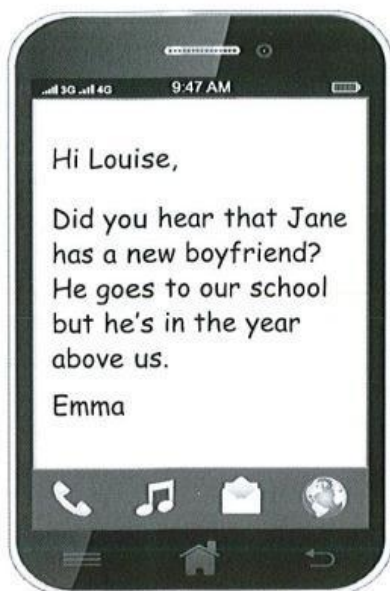 3G 4G 9:47 AM
Hi Louise,
Did you hear that Jane
has a new boyfriend?
He goes to our school
but he's in the year
above us.
Emma